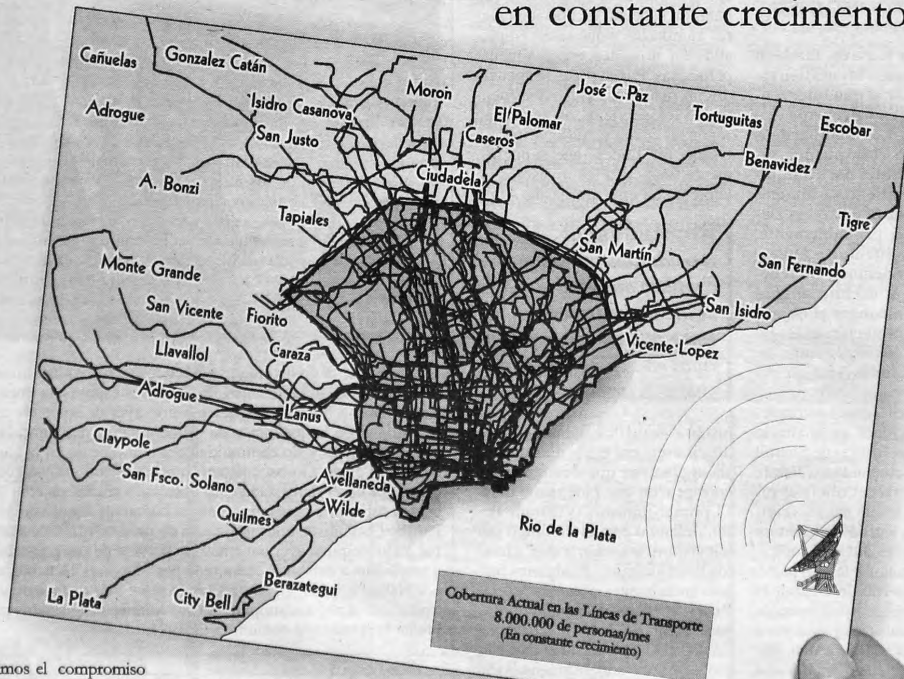 en constante crecimento
Cañuelas
Gonzalez Catán
Moron
José C.Paz
Tortuguitas
Escobar
Adrogue
Isidro Casanova
El Palomar
Caseros
San Justo
Benavidez
Ciudadela
A. Bonzi
Tapiales
Tigre
San Martín
San Fernando
Monte Grande
San Vicente
Fiorito
San Isidro
Llavallol
Caraza
Vicente Lopez
Adrogue
Lanus
Claypole
San Fsco. Solano
Avellaneda
Quilmes
Wilde
Rio de la Plata
Berazategui
La Plata
City Bell
Cobertura Actual en las Líneas de Transporte
8.000.000 de personas/mes
(En constante crecimiento)
mos el compromiso